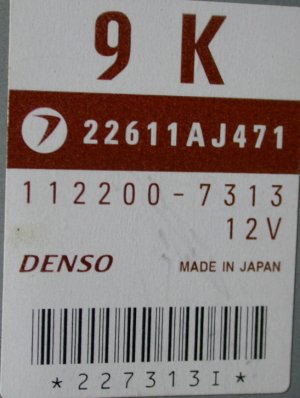 9 K
22611AJ471
112200-7313
12V
DENSO MADE IN JAPAN
*227313I*